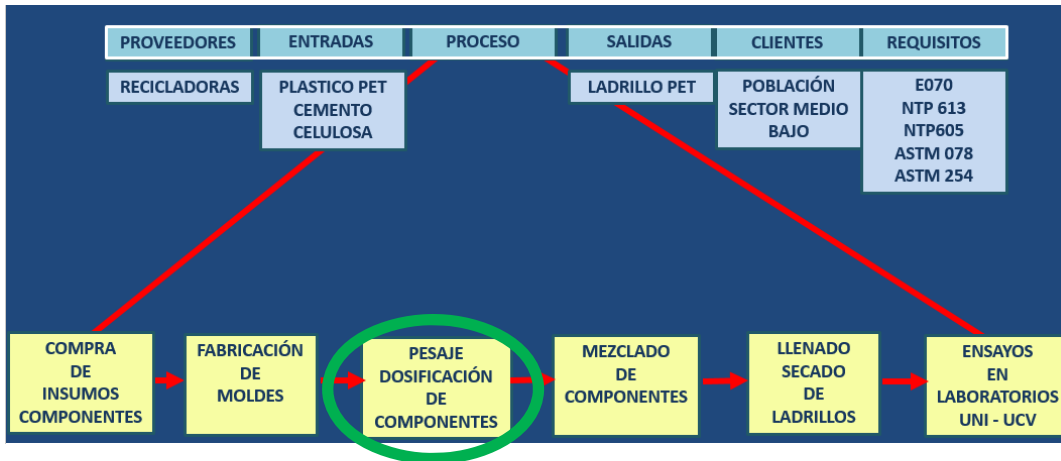 PROVEEDORES
ENTRADAS
PROCESO
SALIDAS
CLIENTES
REQUISITOS
RECICLADORAS
PLASTICO PET
CEMENTO
CELULOSA
LADRILLO PET
POBLACIÓN
SECTOR MEDIO
BAJO
E070
NTP 613
NTP605
ASTM 078
ASTM 254
COMPRA
DE
INSUMOS
COMPONENTES
FABRICACIÓN
DE
MOLDES
PESAJE
DOSIFICACIÓN
DE
COMPONENTES
MEZCLADO
DE
COMPONENTES
LLENADO
SECADO
DE
LADRILLOS
ENSAYOS
EN
LABORATORIOS
UNI - UCV